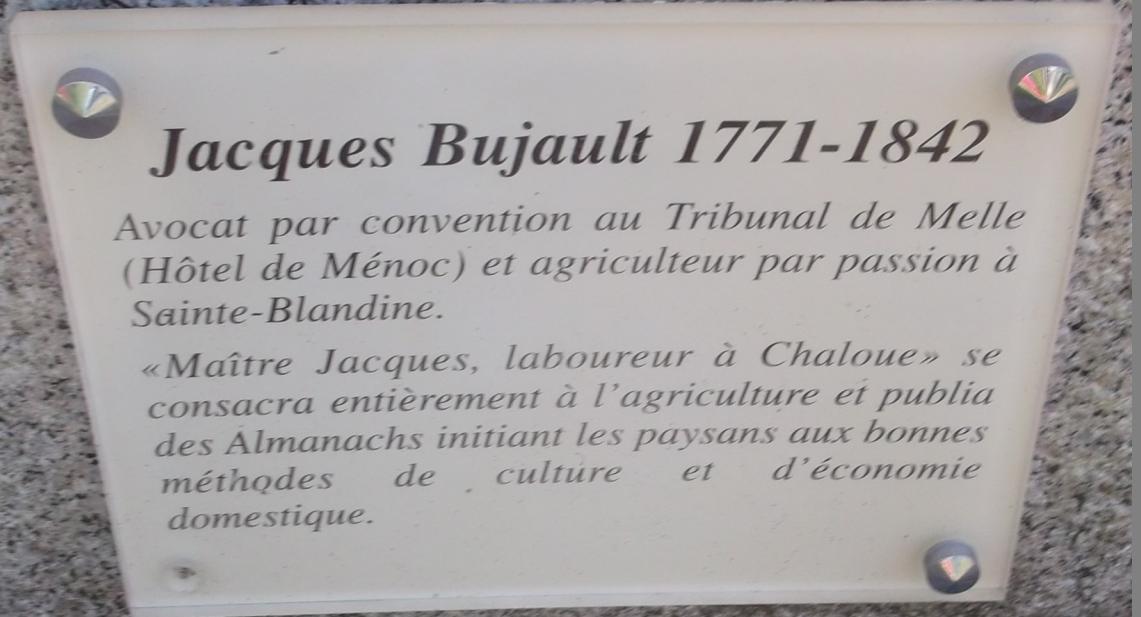 Jacques Bujault 1771-1842
Avocat par convention au Tribunal de Melle
(Hôtel de Ménoc) et agriculteur par passion à
Sainte-Blandine.
«Maître Jacques, laboureur à Chaloue» se
consacra entièrement à l'agriculture et publia
des Almanachs initiant les paysans aux bonnes
méthodes de culture et d'économie
domestique.